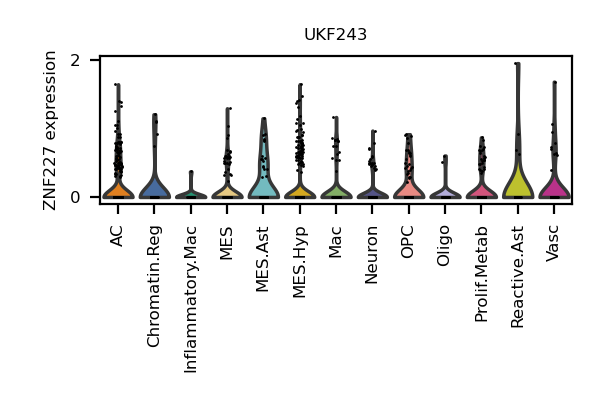 UKF243
ZNF227 expression
2
0
AC
Chromatin.Reg
Inflammatory.Mac
MES
MES.Ast
MES.Hyp
Mac
Neuron
OPC
Oligo
Prolif.Metab
Reactive.Ast
Vasc